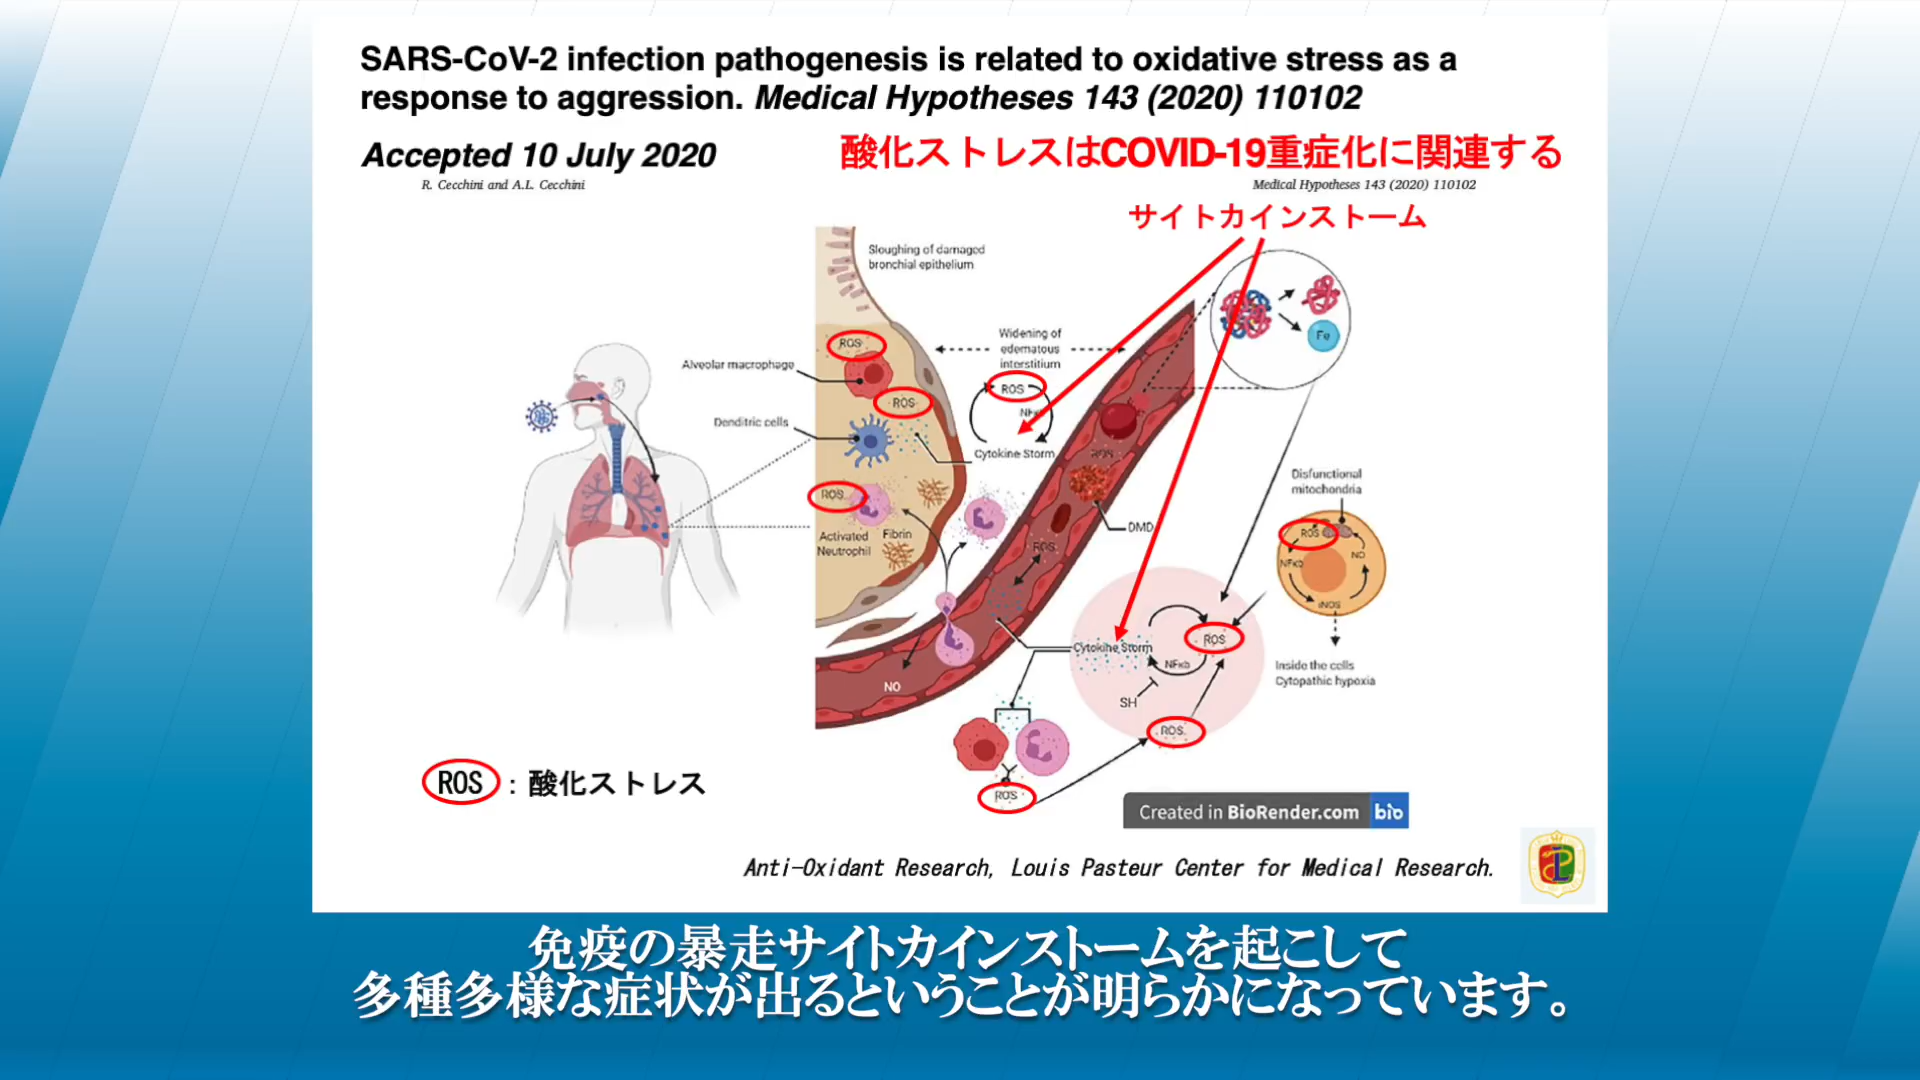 SARS-CoV-2 infection pathogenesis is related to oxidative stress as a
response to aggression. Medical Hypotheses 143 (2020) 110102
Accepted 10 July 2020
酸化ストレスはCOVID-19重症化に関連する
R. Cecchini and A.L. Cecchini
Medical Hypotheses 143 (2020) 110102
サイトカインストーム
Sloughing of damaged
bronchial epithelium
Widening of
edematous
interstitium
ROS
Alveolar macrophage
ROS
ROS
NFκ
Fe
Denditric cells
Cytokine Storm
ROS
Disfunctional
mitochondria
ROS
Activated
Neutrophil
Fibrin
DMD
ROS
ROS
NO
NFκb
iNOS
Cytokine Storm
ROS
NFκb
SH
Inside the cells
Cytopathic hypoxia
NO
ROS
ROS
ROS
: 酸化ストレス
Created in BioRender.com bio
Anti-Oxidant Research, Louis Pasteur Center for Medical Research.
免疫の暴走サイトカインストームを起こして
多種多様な症状が出るということが明らかになっています。